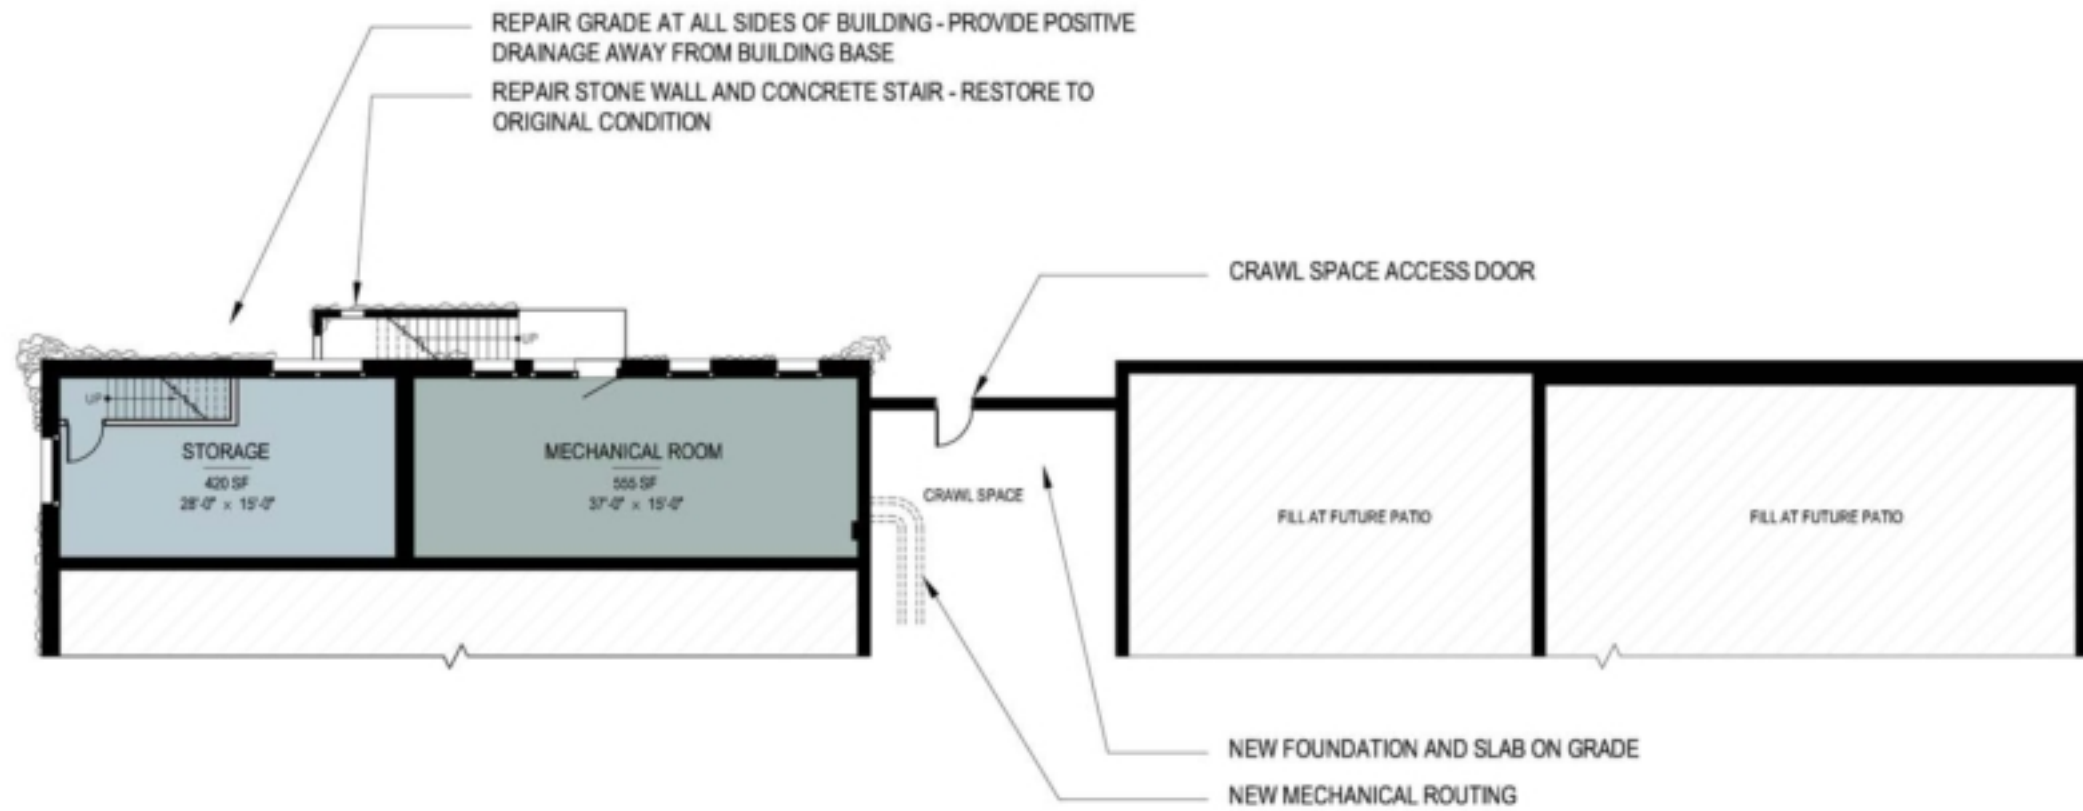 REPAIR GRADE AT ALL SIDES OF BUILDING - PROVIDE POSITIVE
DRAINAGE AWAY FROM BUILDING BASE
REPAIR STONE WALL AND CONCRETE STAIR - RESTORE TO
ORIGINAL CONDITION
CRAWL SPACE ACCESS DOOR
UP
UP
STORAGE
420 SF
28'-0" x 15'-0"
MECHANICAL ROOM
555 SF
37'-0" x 15'-0"
CRAWL SPACE
FILL AT FUTURE PATIO
FILL AT FUTURE PATIO
NEW FOUNDATION AND SLAB ON GRADE
NEW MECHANICAL ROUTING